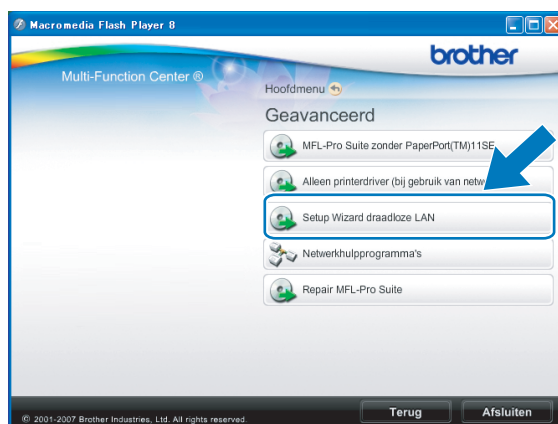 Macromedia Flash Player 8
brother
Multi-Function Center ®
Hoofdmenu
Geavanceerd
MFL-Pro Suite zonder PaperPort(TM)11SE
Alleen printerdriver (bij gebruik van
Setup Wizard draadloze LAN
Netwerkhulpprogramma's
Repair MFL-Pro Suite
© 2001-2007 Brother Industries, Ltd. All rights reserved.
Terug
Afsluiten